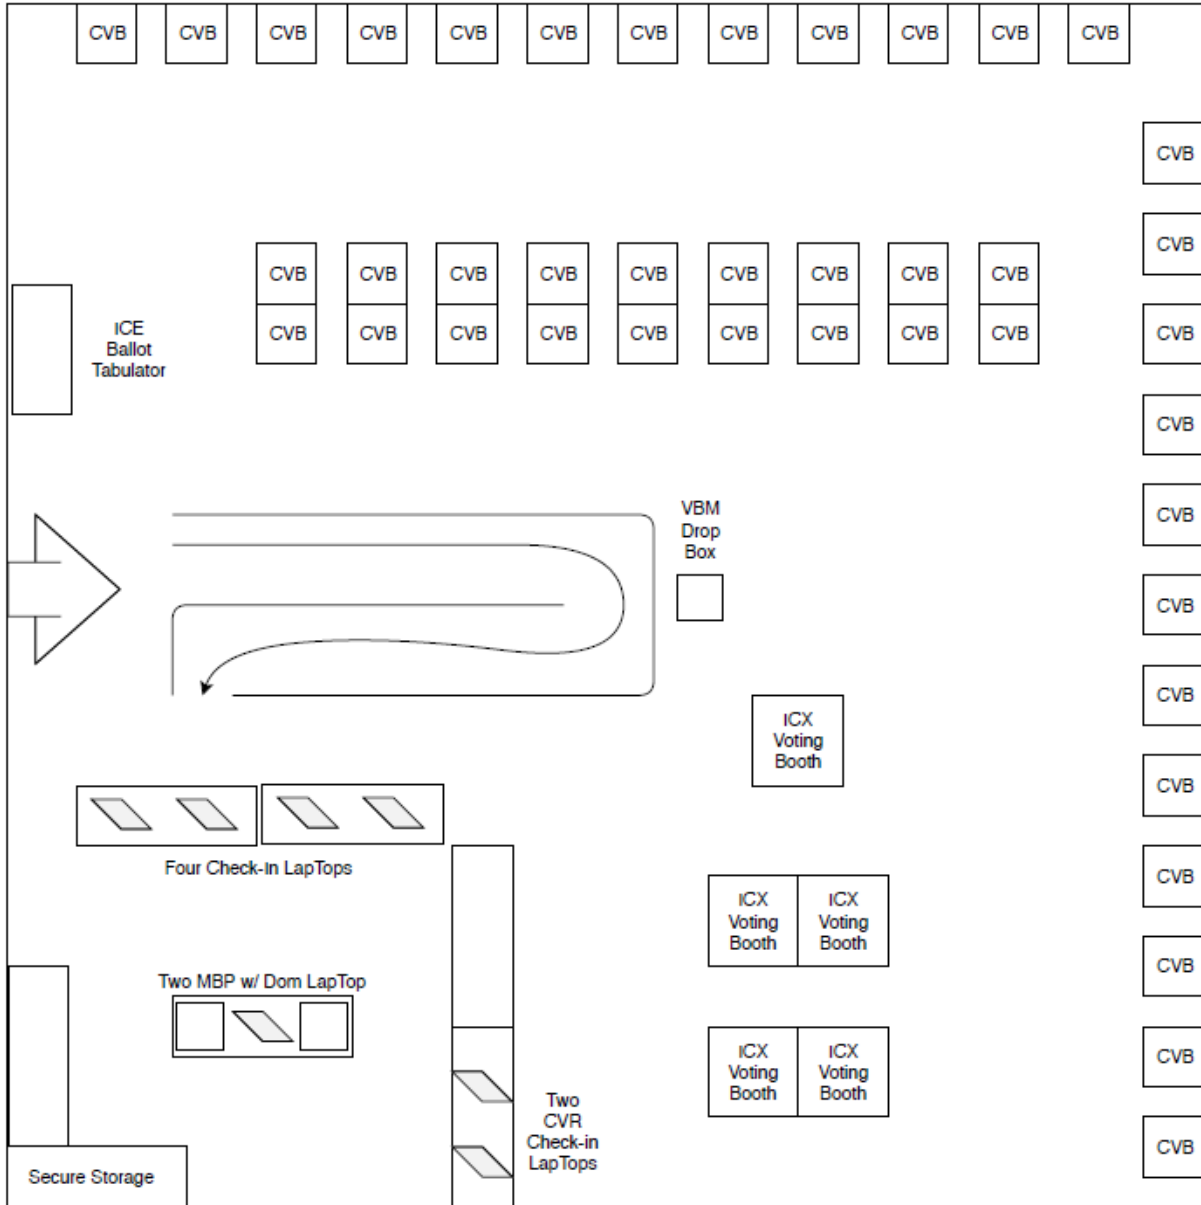 CVB CVB CVB CVB CVB CVB CVB CVB CVB CVB CVB CVB
CVB
CVB
CVB CVB CVB CVB CVB CVB CVB CVB CVB
CVB CVB CVB CVB CVB CVB CVB CVB CVB CVB
ICE
Ballot
Tabulator
CVB
VBM
Drop
Box
CVB
CVB
CVB
ICX
Voting
Booth
CVB
Four Check-in LapTops
CVB
ICX
Voting
Booth
ICX
Voting
Booth
CVB
Two MBP w/ Dom LapTop
ICX
Voting
Booth
ICX
Voting
Booth
CVB
Two
CVR
Check-in
LapTops
CVB
Secure Storage